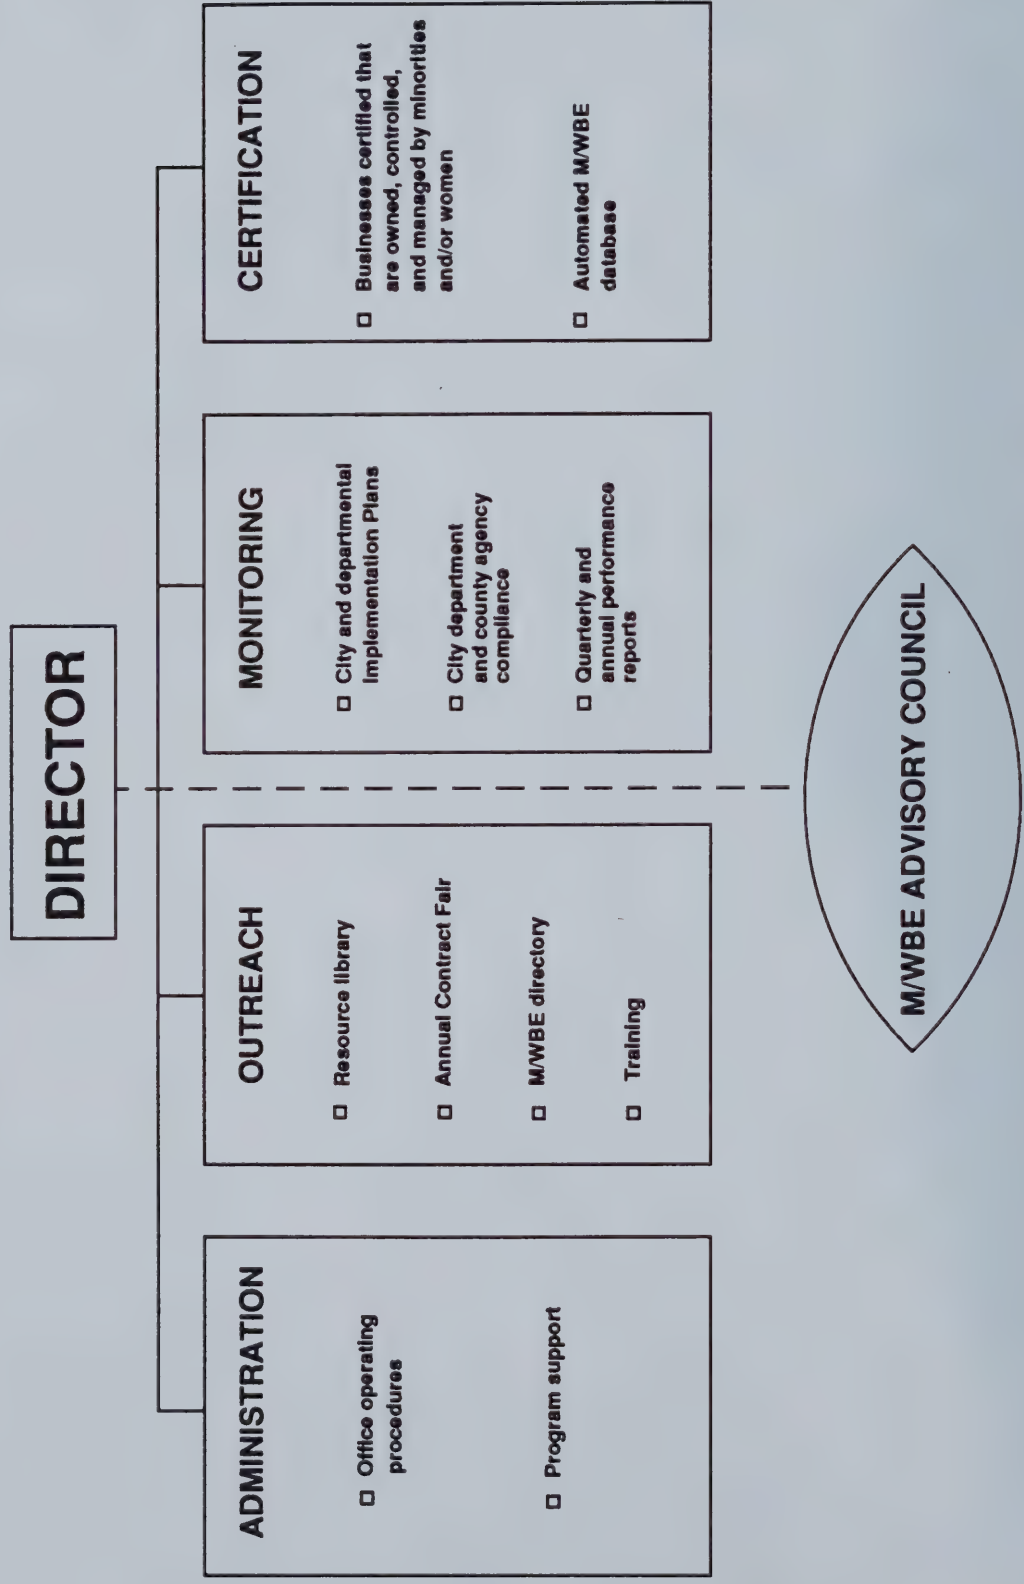 DIRECTOR
ADMINISTRATION
☐ Office operating
procedures
☐ Program support
OUTREACH
☐ Resource library
☐ Annual Contract Fair
☐ M/WBE directory
☐ Training
MONITORING
☐ City and departmental
Implementation Plans
☐ City department
and county agency
compliance
☐ Quarterly and
annual performance
reports
CERTIFICATION
☐ Businesses certified that
are owned, controlled,
and managed by minorities
and/or women
☐ Automated M/WBE
database
M/WBE ADVISORY COUNCIL